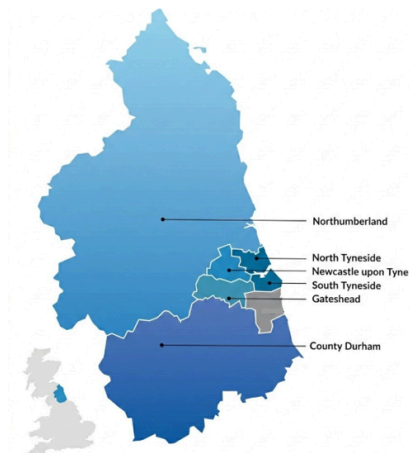 Northumberland
North Tyneside
Newcastle upon Tyne
South Tyneside
Gateshead
County Durham